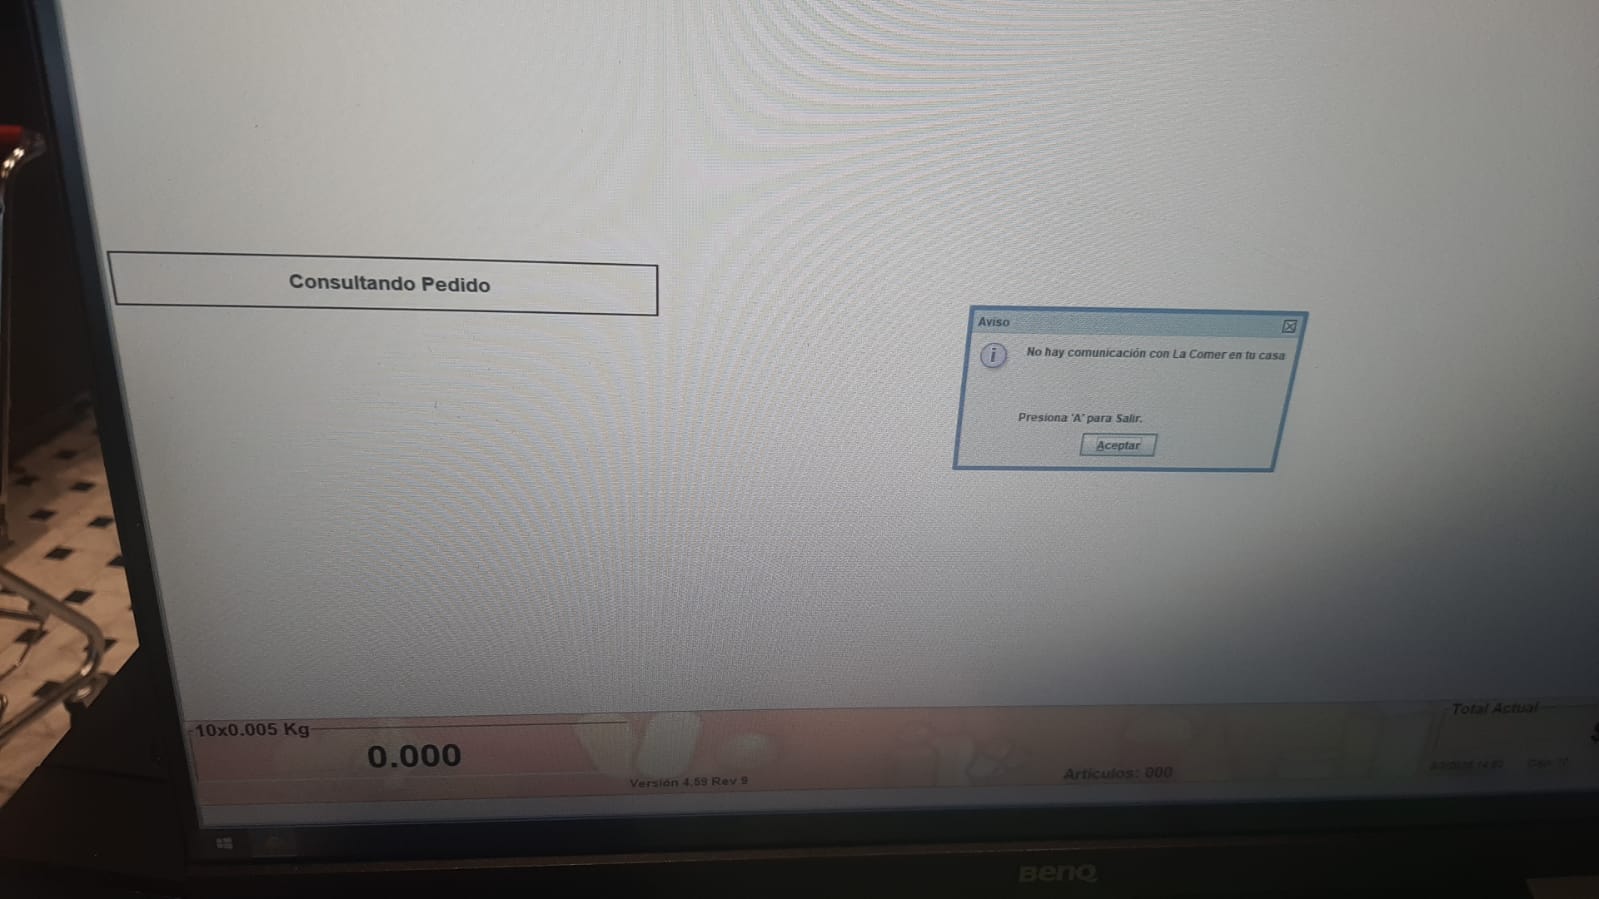 Consultando Pedido
Aviso
No hay comunicación con La Comer en tu casa
Presiona 'A' para Salir.
Aceptar
10x0.005 Kg
0.000
Versión 4.59 Rev 9
Articulos: 000
Total Actual
BenQ